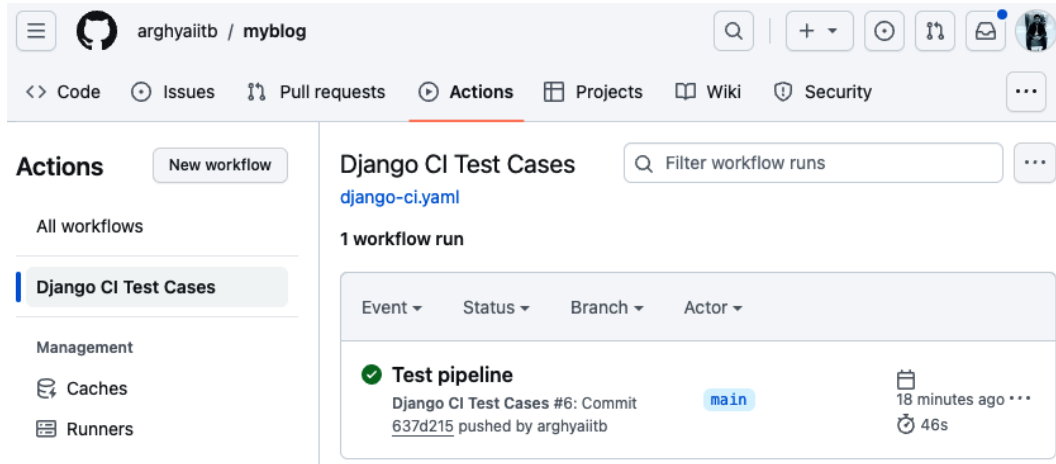 arghyaiitb / myblog
Code Issues Pull requests Actions Projects Wiki Security
Actions
New workflow
All workflows
Django CI Test Cases
Management
Caches
Runners
Django CI Test Cases
Filter workflow runs
django-ci.yaml
1 workflow run
Event Status Branch Actor
Test pipeline
Django CI Test Cases #6: Commit
637d215 pushed by arghyaiitb
main
18 minutes ago
46s